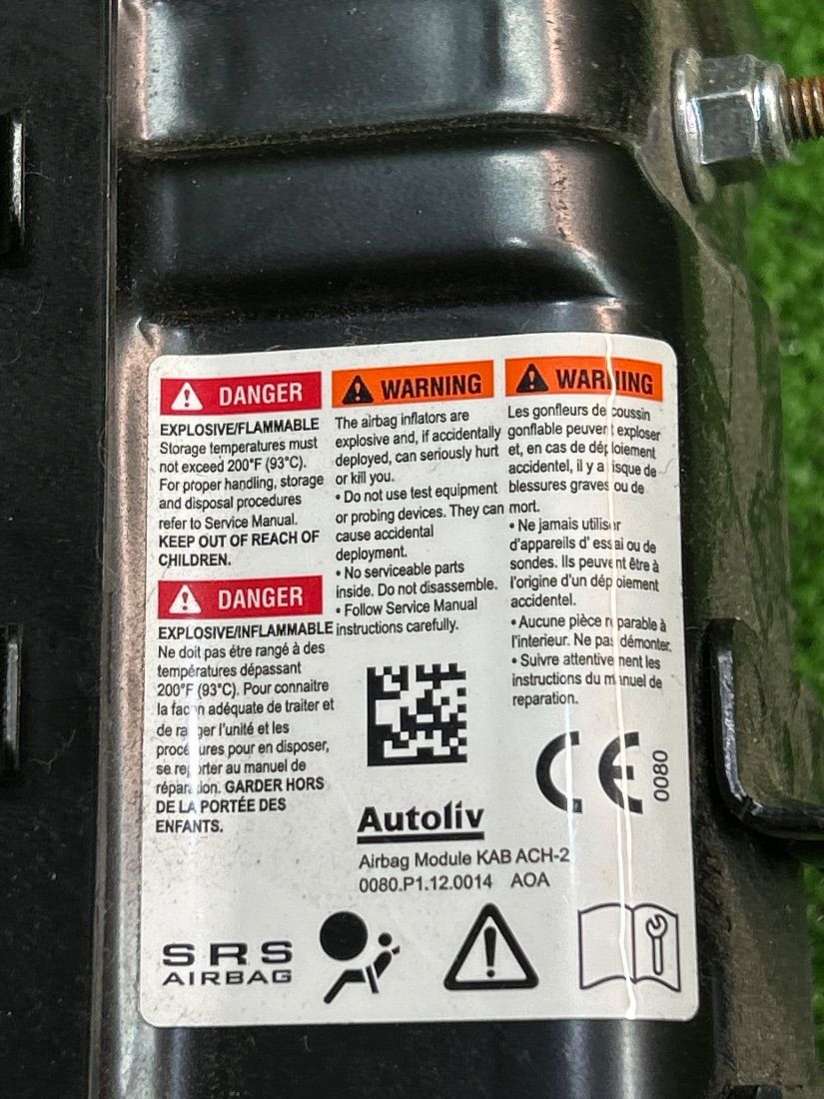 DANGER
EXPLOSIVE/FLAMMABLE
Storage temperatures must
not exceed 200°F (93°C).
For proper handling, storage
and disposal procedures
refer to Service Manual.
KEEP OUT OF REACH OF
CHILDREN.
DANGER
EXPLOSIVE/INFLAMMABLE
Ne doit pas être rangé à des
températures dépassant
200°F (93°C). Pour connaitre
la façon adéquate de traiter et
de ranger l'unité et les
procédures pour en disposer,
se reporter au manuel de
réparation. GARDER HORS
DE LA PORTÉE DES
ENFANTS.
WARNING
The airbag inflators are
explosive and, if accidentally
deployed, can seriously hurt
or kill you.
• Do not use test equipment
or probing devices. They can
cause accidental
deployment.
• No serviceable parts
inside. Do not disassemble.
• Follow Service Manual
instructions carefully.
WARNING
Les gonfleurs de coussin
gonflable peuvent exploser
et, en cas de déploiement
accidentel, il y a risque de
blessures graves ou de
mort.
• Ne jamais utiliser
d'appareils d' essai ou de
sondes. Ils peuvent être à
l'origine d'un déploiement
accidentel.
• Aucune pièce réparable à
l'interieur. Ne pas démonter.
• Suivre attentivement les
instructions du manuel de
reparation.
CE 0080
Autoliv
Airbag Module KAB ACH-2
0080.P1.12.0014 AOA
SRS
AIRBAG